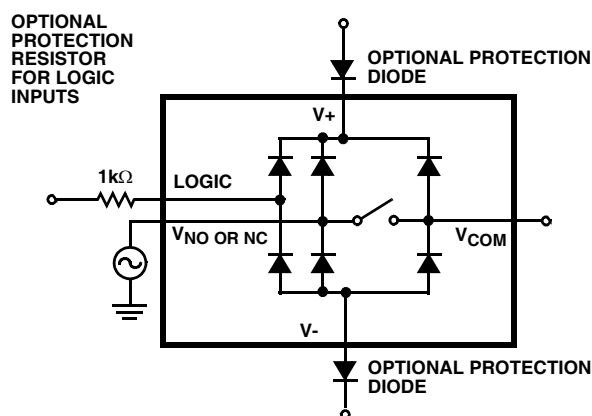 OPTIONAL
PROTECTION
RESISTOR
FOR LOGIC
INPUTS
OPTIONAL PROTECTION
DIODE
V+
1kΩ
LOGIC
VNO OR NC
VCOM
V-
OPTIONAL PROTECTION
DIODE